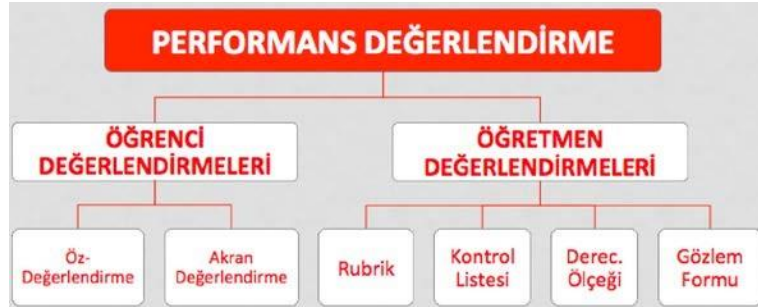 PERFORMANS DEĞERLENDİRME
ÖĞRENCİ
DEĞERLENDİRMELERİ
ÖĞRETMEN
DEĞERLENDİRMELERİ
Öz-
Değerlendirme
Akran
Değerlendirme
Rubrik
Kontrol
Listesi
Derec.
Ölçeği
Gözlem
Formu